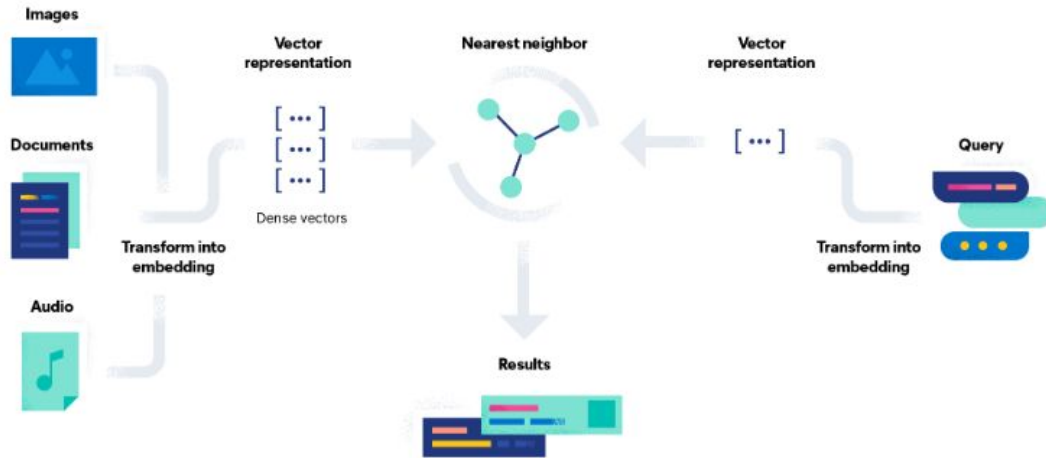 Images
Vector
representation
Nearest neighbor
Vector
representation
[•••]
[•••]
[•••]
[•••]
Documents
Query
Dense vectors
Transform into
embedding
Transform into
embedding
Audio
Results